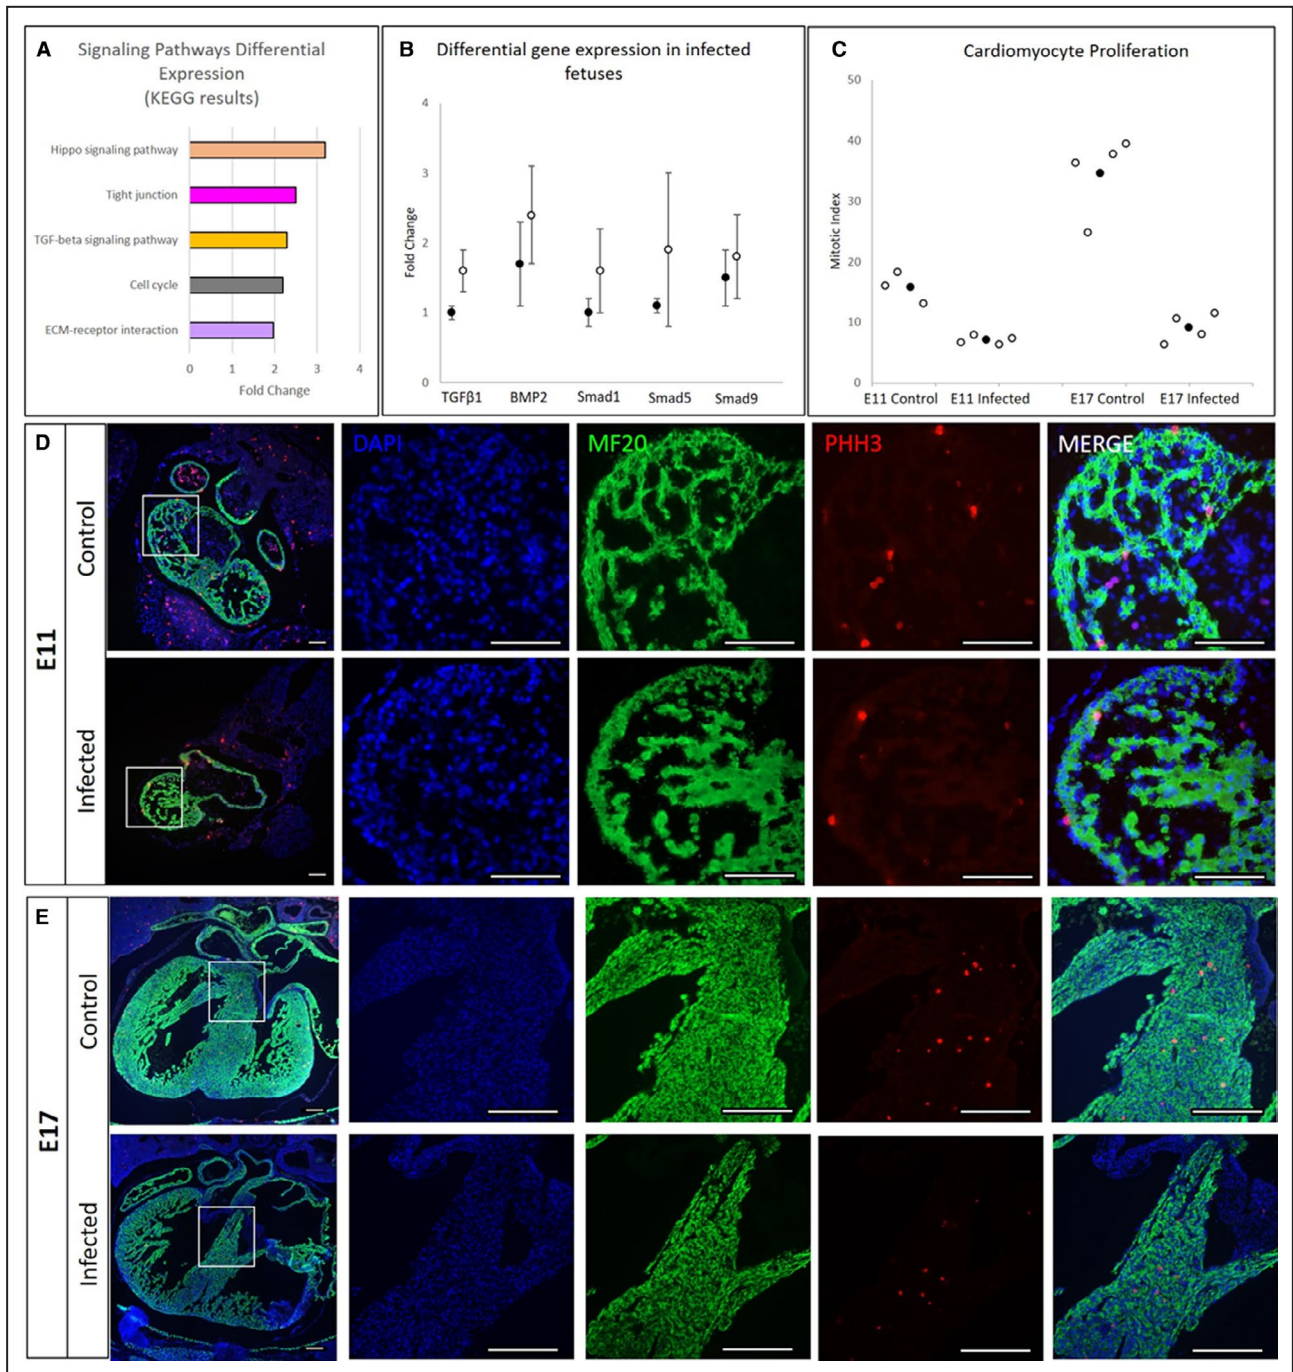 A
Signaling Pathways Differential
Expression
(KEGG results)
Hippo signaling pathway
Tight junction
TGF-beta signaling pathway
Cell cycle
ECM-receptor interaction
0 1 2 3 4
Fold Change
B
Differential gene expression in infected
fetuses
4
3
2
1
0
Fold Change
TGFβ1 BMP2 Smad1 Smad5 Smad9
C
Cardiomyocyte Proliferation
50
40
30
20
10
0
Mitotic Index
E11 Control E11 Infected E17 Control E17 Infected
D
E11
Control
DAPI
MF20
PHH3
MERGE
Infected
E
E17
Control
Infected